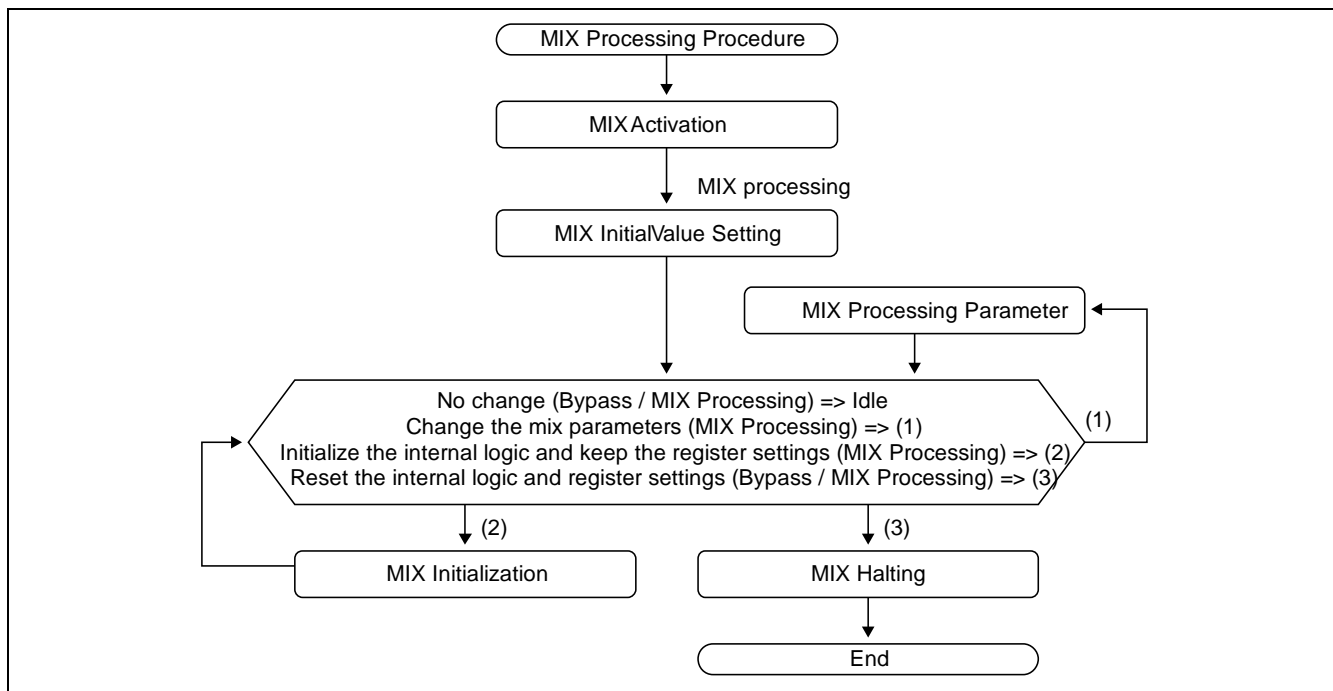 MIX Processing Procedure
MIX Activation
MIX processing
MIX InitialValue Setting
MIX Processing Parameter
No change (Bypass / MIX Processing) => Idle
Change the mix parameters (MIX Processing) => (1)
Initialize the internal logic and keep the register settings (MIX Processing) => (2)
Reset the internal logic and register settings (Bypass / MIX Processing) => (3)
(1)
(2)
(3)
MIX Initialization
MIX Halting
End